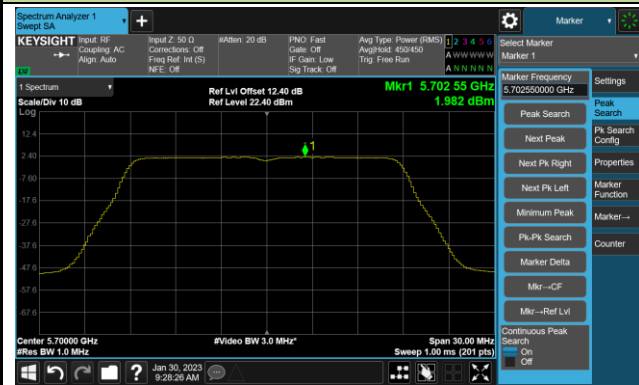 Spectrum Analyzer 1
Swept SA
+
Marker
KEYSIGHT
Input: RF
Coupling: AC
Align: Auto
Input Z: 50 Ω
Corrections: Off
Freq Ref: Int (S)
NFE: Off
#Atten: 20 dB
PNO: Fast
Gate: Off
IF Gain: Low
Sig Track: Off
Avg Type: Power (RMS)
Avg|Hold: 450/450
Trig: Free Run
1 2 3 4 5 6
A W W W W W
A N N N N N
LXI
Select Marker
Marker 1
1 Spectrum
Scale/Div 10 dB
Log
Ref Lvl Offset 12.40 dB
Ref Level 22.40 dBm
Mkr1 5.702 55 GHz
1.982 dBm
1
12.4
2.40
-7.60
-17.6
-27.6
-37.6
-47.6
-57.6
-67.6
Center 5.70000 GHz
#Res BW 1.0 MHz
#Video BW 3.0 MHz*
Span 30.00 MHz
Sweep 1.00 ms (201 pts)
Marker Frequency
5.702550000 GHz
Peak Search
Next Peak
Next Pk Right
Next Pk Left
Minimum Peak
Pk-Pk Search
Marker Delta
Mkr→CF
Mkr→Ref Lvl
Continuous Peak
Search
On
Off
Settings
Peak
Search
Pk Search
Config
Properties
Marker
Function
Marker→
Counter
?
Jan 30, 2023
9:28:26 AM